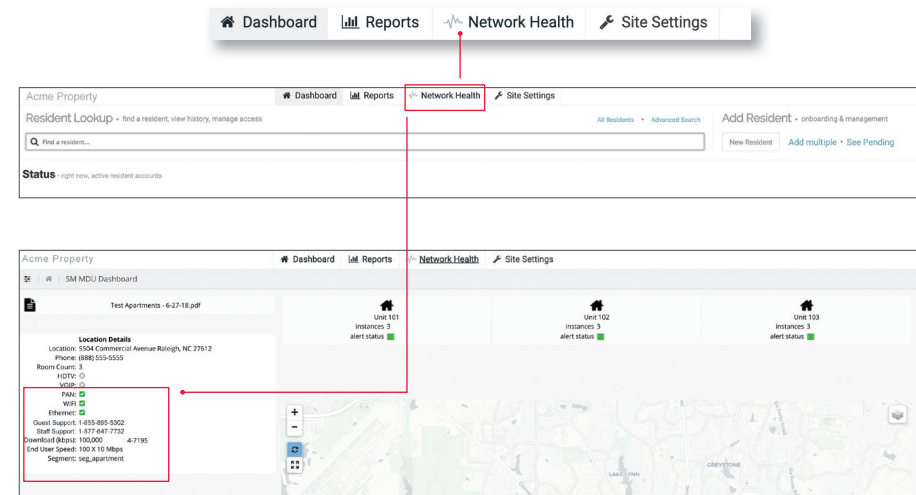 Dashboard Reports Network Health Site Settings
Acme Property Dashboard Reports Network Health Site Settings
Resident Lookup • find a resident, view history, manage access All Residents • Advanced Search Add Resident • onboarding & management
Find a resident... New Resident Add multiple • See Pending
Status - right now, active resident accounts
Acme Property Dashboard Reports Network Health Site Settings
SM MDU Dashboard
Test Apartments - 6-27-18.pdf
Unit 101
instances 3
alert status
Unit 102
instances 3
alert status
Unit 103
instances 3
alert status
Location Details
Location: 5504 Commercial Avenue Raleigh, NC 27612
Phone: (888) 555-5555
Room Count: 3
HDTV:
VOIP:
PAN:
WiFi
Ethernet:
Guest Support: 1-855-895-5302
Staff Support: 1-877-647-7732
Download (kbps): 100,000 4-7195
End User Speed: 100 X 10 Mbps
Segment: seg_apartment
+
−
LAKE LYNN
GREYSTONE